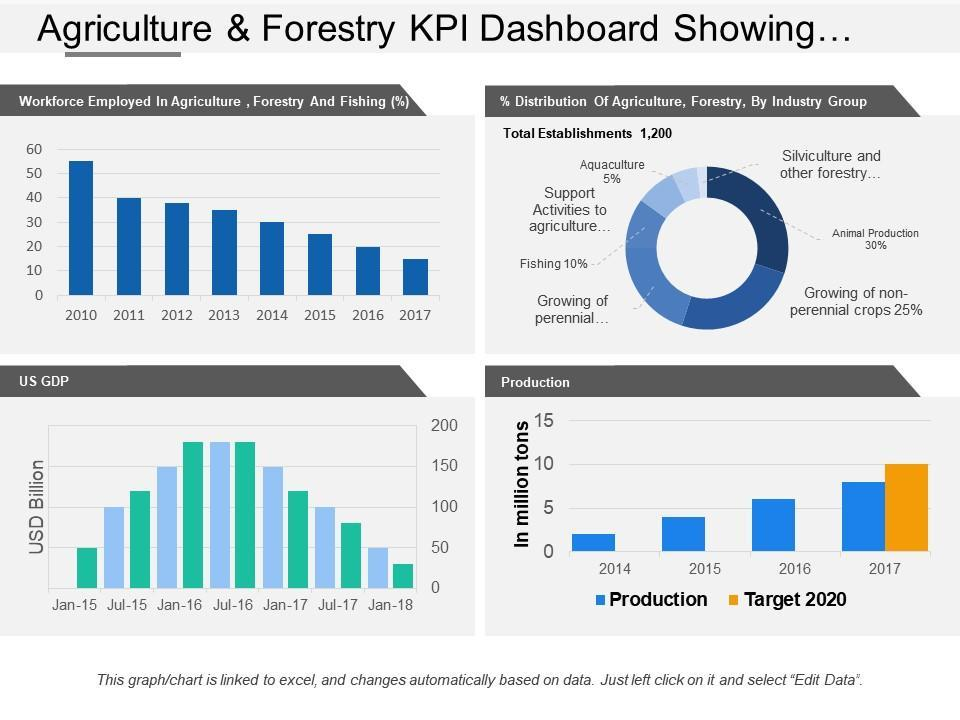 Agriculture & Forestry KPI Dashboard Showing…
Workforce Employed In Agriculture , Forestry And Fishing (%)
60
50
40
30
20
10
0
2010 2011 2012 2013 2014 2015 2016 2017
% Distribution Of Agriculture, Forestry, By Industry Group
Total Establishments 1,200
Silviculture and
other forestry…
Aquaculture
5%
Support
Activities to
agriculture…
Animal Production
30%
Fishing 10%
Growing of non-
perennial crops 25%
Growing of
perennial…
US GDP
USD Billion
200
150
100
50
0
Jan-15 Jul-15 Jan-16 Jul-16 Jan-17 Jul-17 Jan-18
Production
In million tons
15
10
5
0
2014 2015 2016 2017
Production Target 2020
This graph/chart is linked to excel, and changes automatically based on data. Just left click on it and select “Edit Data”.